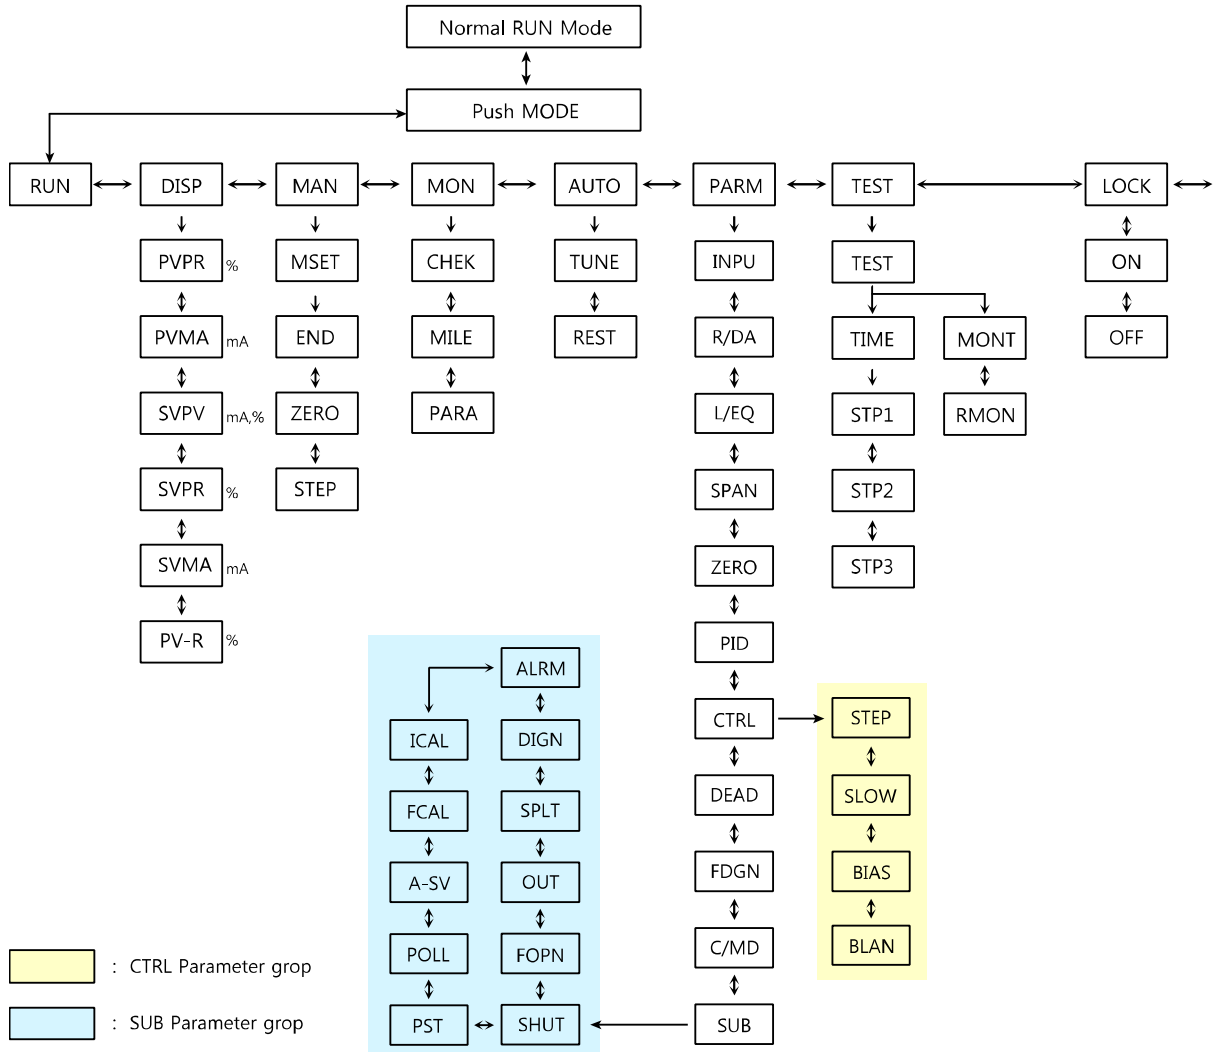 Normal RUN Mode
Push MODE
RUN DISP MAN MON AUTO PARM TEST LOCK
PVPR % MSET CHEK TUNE INPU TEST ON
PVMA mA END MILE REST R/DA TIME MONT OFF
SVPV mA,% ZERO PARA L/EQ STP1 RMON
SVPR % STEP SPAN STP2
SVMA mA ZERO STP3
PV-R % PID
ALRM
ICAL DIGN CTRL STEP
FCAL SPLT DEAD SLOW
A-SV OUT FDGN BIAS
POLL FOPN C/MD BLAN
PST SHUT SUB
: CTRL Parameter grop
: SUB Parameter grop